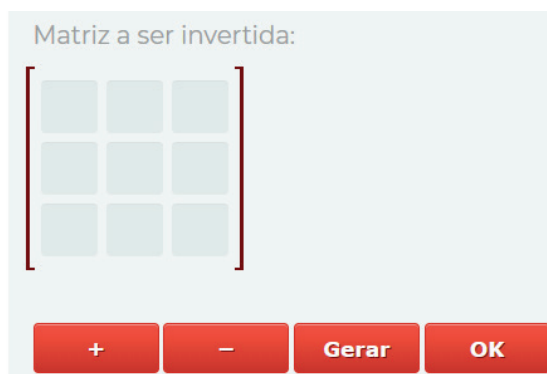 Matriz a ser invertida:
+ − Gerar OK